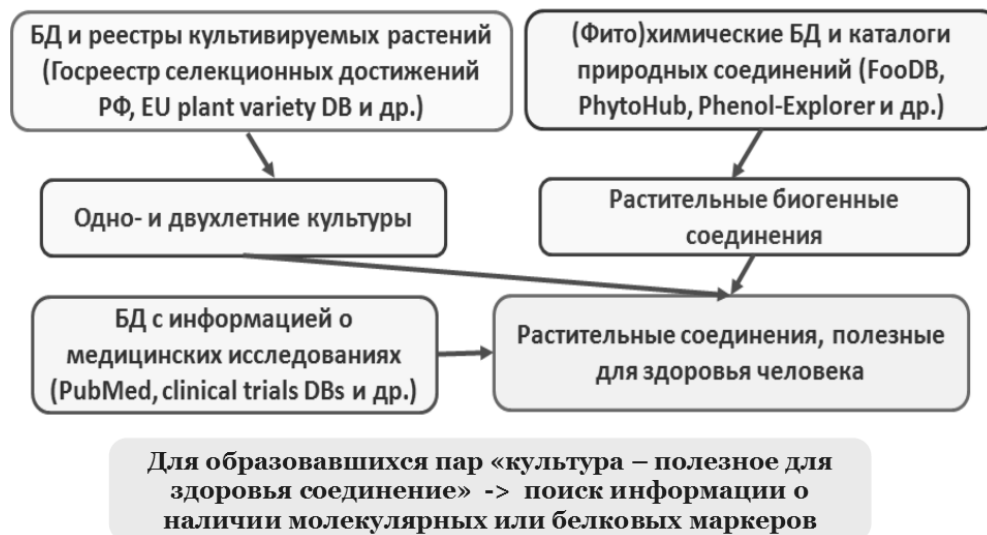 БД и реестры культивируемых растений
(Госреестр селекционных достижений
РФ, EU plant variety DB и др.)
(Фито)химические БД и каталоги
природных соединений (FooDB,
PhytoHub, Phenol-Explorer и др.)
Одно- и двухлетние культуры
Растительные биогенные
соединения
БД с информацией о
медицинских исследованиях
(PubMed, clinical trials DBs и др.)
Растительные соединения, полезные
для здоровья человека
Для образовавшихся пар «культура – полезное для
здоровья соединение» -> поиск информации о
наличии молекулярных или белковых маркеров